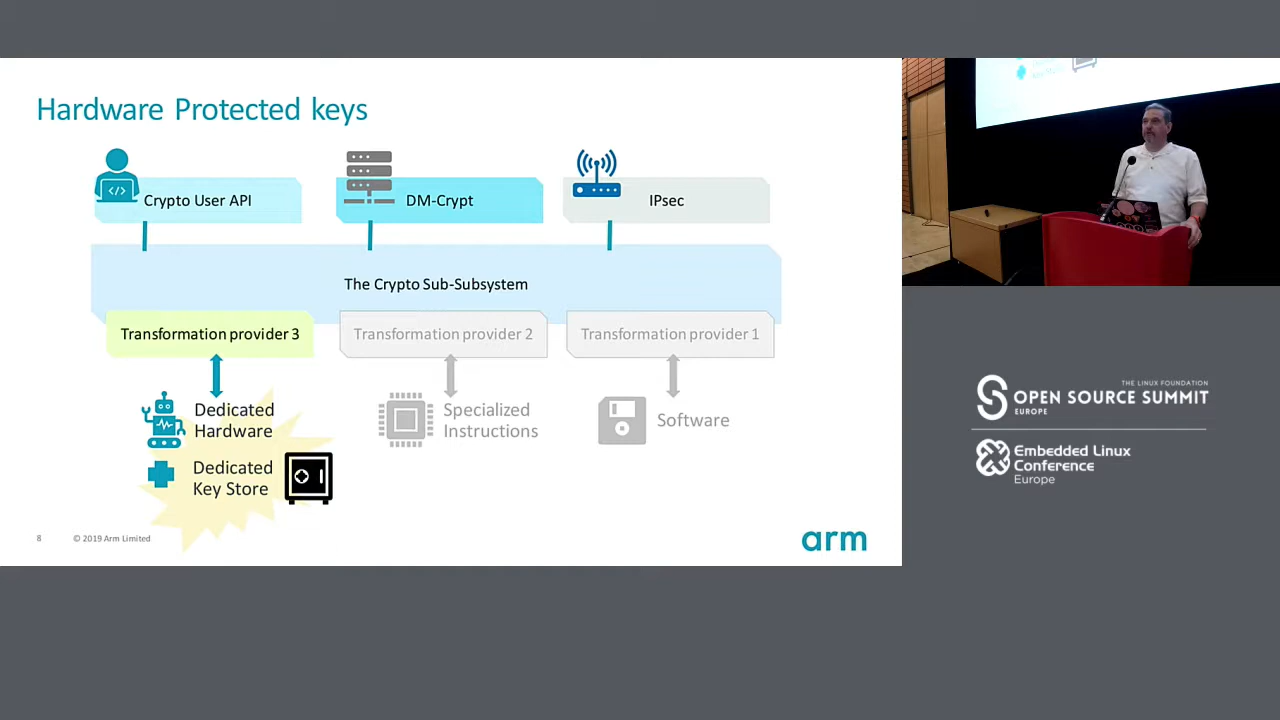 Hardware Protected keys
Crypto User API
DM-Crypt
IPsec
The Crypto Sub-Subsystem
Transformation provider 3
Transformation provider 2
Transformation provider 1
Dedicated
Hardware
Specialized
Instructions
Software
Dedicated
Key Store
8
© 2019 Arm Limited
arm
THE LINUX FOUNDATION
OPEN SOURCE SUMMIT
EUROPE
Embedded Linux
Conference
Europe